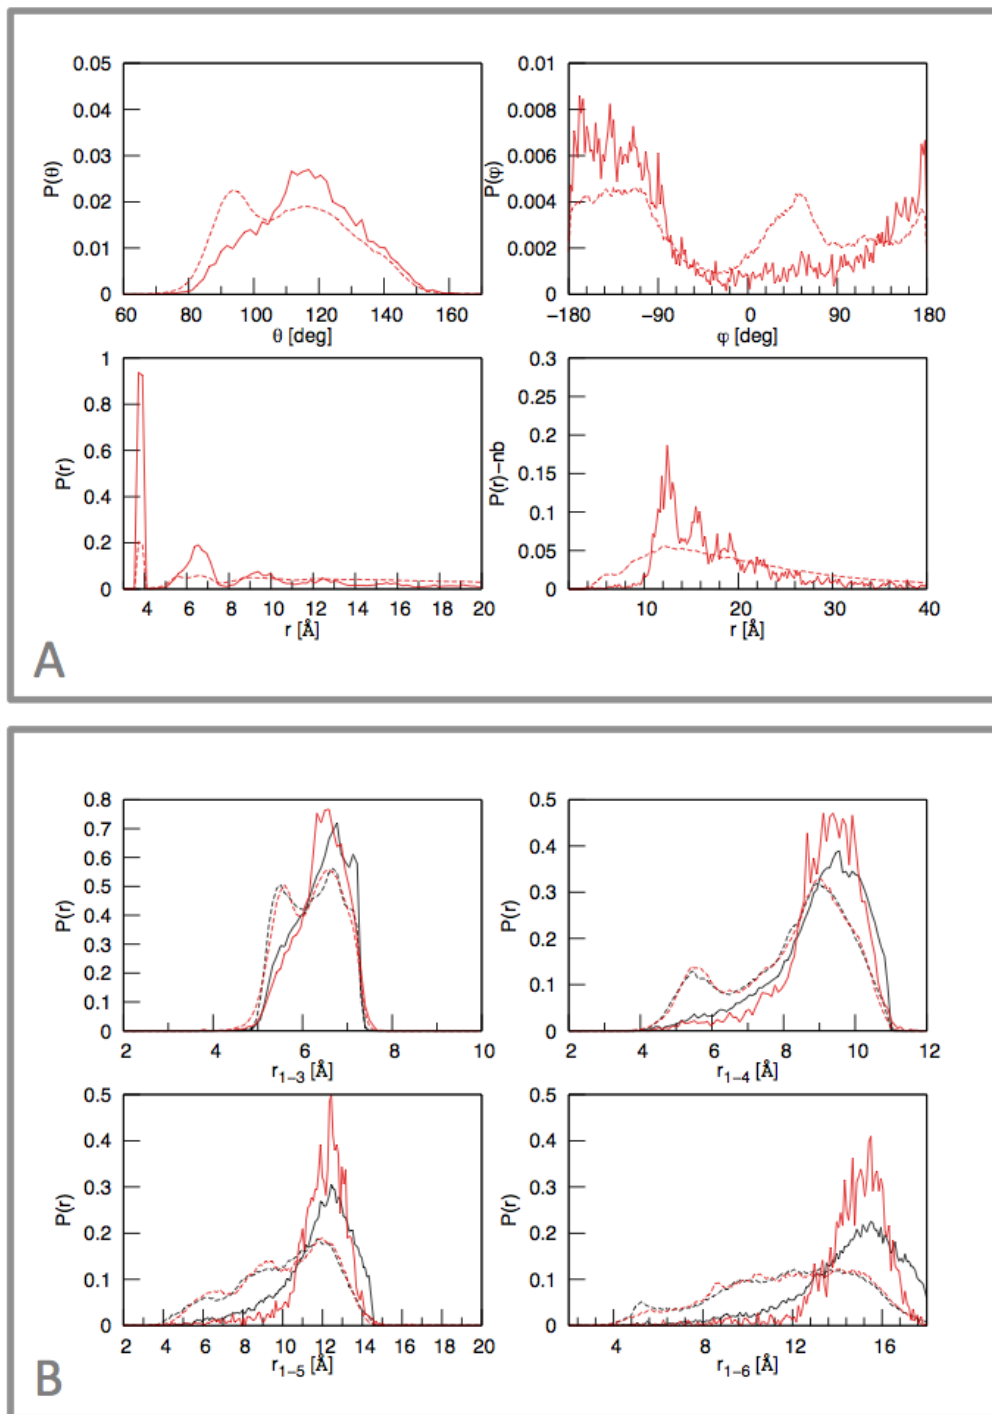 0.05
0.04
0.03
0.02
0.01
0
P(θ)
60 80 100 120 140 160
θ [deg]
0.01
0.008
0.006
0.004
0.002
0
P(φ)
−180 −90 0 90 180
φ [deg]
1
0.8
0.6
0.4
0.2
0
P(r)
4 6 8 10 12 14 16 18 20
r [Å]
0.3
0.25
0.2
0.15
0.1
0.05
0
P(r)−nb
10 20 30 40
r [Å]
A
0.8
0.7
0.6
0.5
0.4
0.3
0.2
0.1
0
P(r)
2 4 6 8 10
r1−3 [Å]
0.5
0.4
0.3
0.2
0.1
0
P(r)
2 4 6 8 10 12
r1−4 [Å]
0.5
0.4
0.3
0.2
0.1
0
P(r)
2 4 6 8 10 12 14 16 18 20
r1−5 [Å]
0.5
0.4
0.3
0.2
0.1
0
P(r)
4 8 12 16
r1−6 [Å]
B